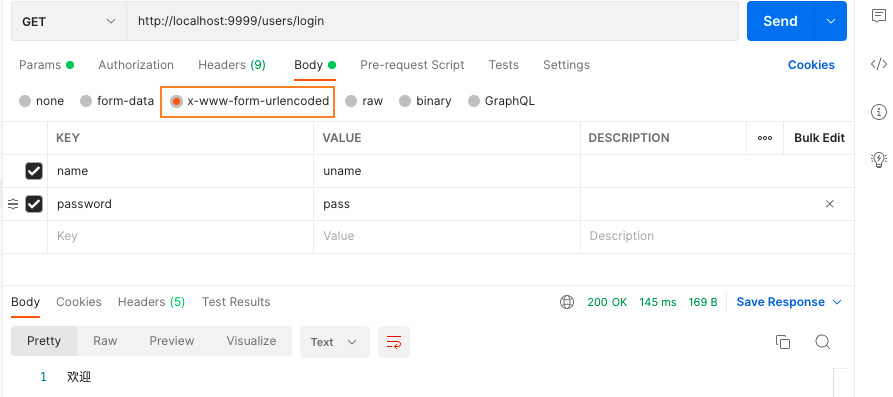 GET http://localhost:9999/users/login Send
Params Authorization Headers (9) Body Pre-request Script Tests Settings Cookies
none form-data x-www-form-urlencoded raw binary GraphQL
KEY VALUE DESCRIPTION ••• Bulk Edit
name uname
password pass
Key Value Description
Body Cookies Headers (5) Test Results 200 OK 145 ms 169 B Save Response
Pretty Raw Preview Visualize Text
1 欢迎